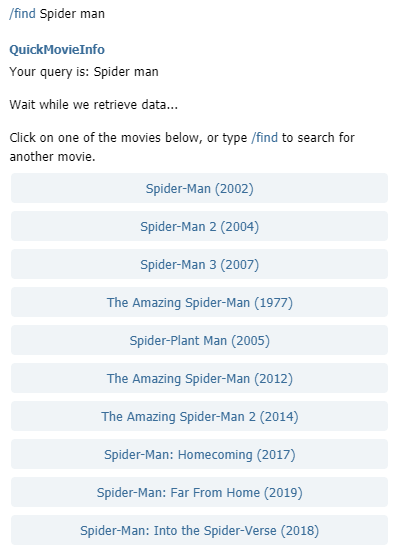 /find Spider man
QuickMovieInfo
Your query is: Spider man
Wait while we retrieve data...
Click on one of the movies below, or type /find to search for
another movie.
Spider-Man (2002)
Spider-Man 2 (2004)
Spider-Man 3 (2007)
The Amazing Spider-Man (1977)
Spider-Plant Man (2005)
The Amazing Spider-Man (2012)
The Amazing Spider-Man 2 (2014)
Spider-Man: Homecoming (2017)
Spider-Man: Far From Home (2019)
Spider-Man: Into the Spider-Verse (2018)